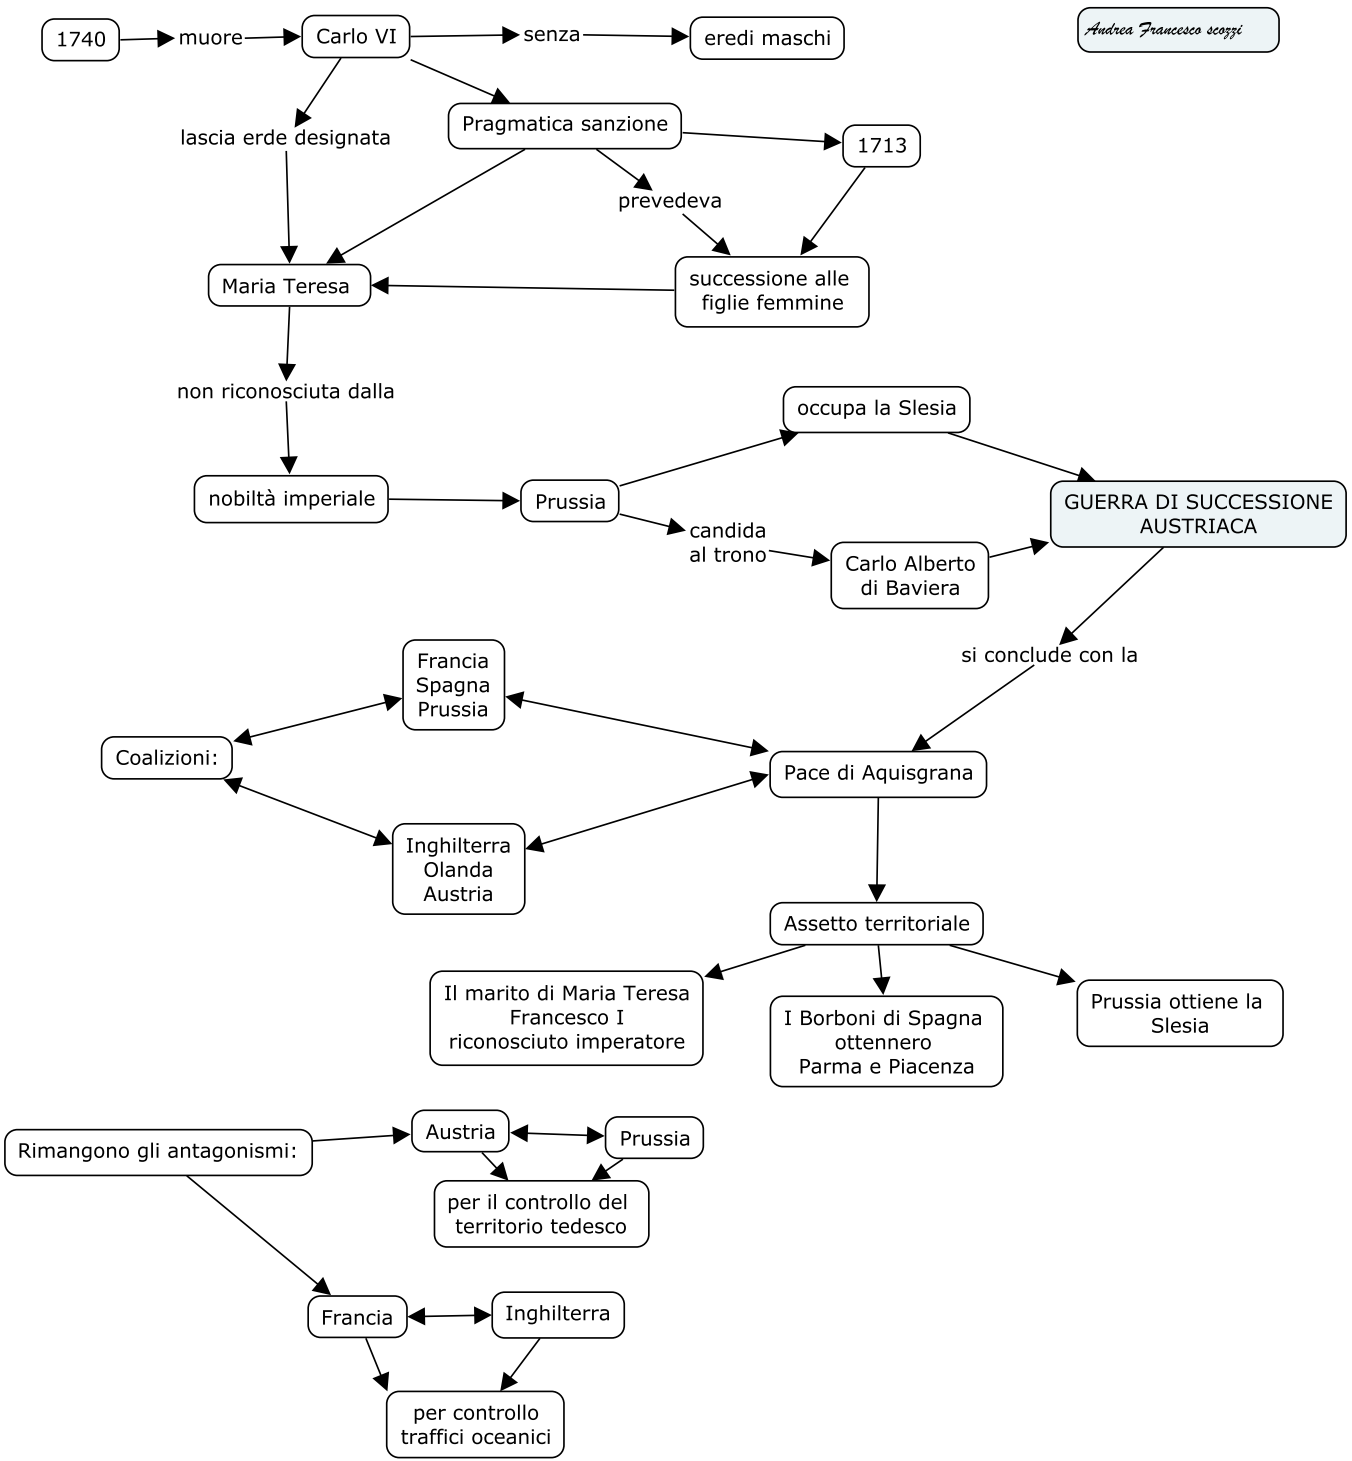 1740
muore
Carlo VI
senza
eredi maschi
Andrea Francesco scozzi
lascia erde designata
Pragmatica sanzione
1713
prevedeva
Maria Teresa
successione alle
figlie femmine
non riconosciuta dalla
occupa la Slesia
nobiltà imperiale
Prussia
GUERRA DI SUCCESSIONE
AUSTRIACA
candida
al trono
Carlo Alberto
di Baviera
si conclude con la
Francia
Spagna
Prussia
Coalizioni:
Pace di Aquisgrana
Inghilterra
Olanda
Austria
Assetto territoriale
Il marito di Maria Teresa
Francesco I
riconosciuto imperatore
I Borboni di Spagna
ottennero
Parma e Piacenza
Prussia ottiene la
Slesia
Rimangono gli antagonismi:
Austria
Prussia
per il controllo del
territorio tedesco
Francia
Inghilterra
per controllo
traffici oceanici